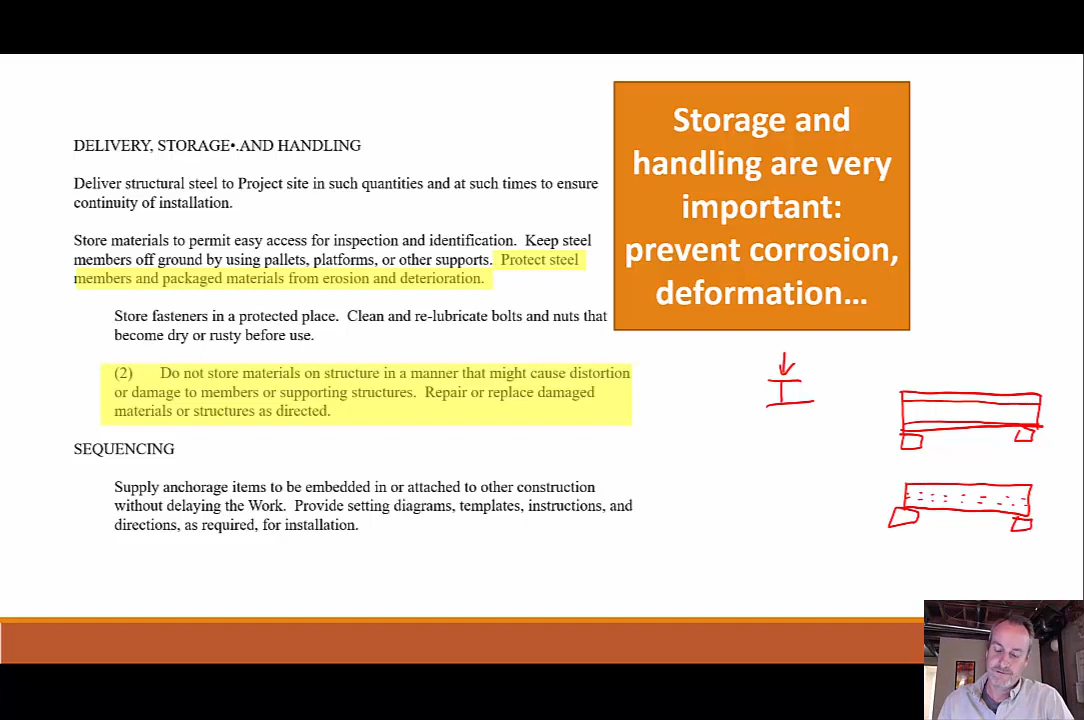 DELIVERY, STORAGE•.AND HANDLING
Deliver structural steel to Project site in such quantities and at such times to ensure
continuity of installation.
Store materials to permit easy access for inspection and identification.  Keep steel
members off ground by using pallets, platforms, or other supports.  Protect steel
members and packaged materials from erosion and deterioration.
Store fasteners in a protected place.  Clean and re-lubricate bolts and nuts that
become dry or rusty before use.
(2)      Do not store materials on structure in a manner that might cause distortion
or damage to members or supporting structures.  Repair or replace damaged
materials or structures as directed.
SEQUENCING
Supply anchorage items to be embedded in or attached to other construction
without delaying the Work.  Provide setting diagrams, templates, instructions, and
directions, as required, for installation.
Storage and
handling are very
important:
prevent corrosion,
deformation…